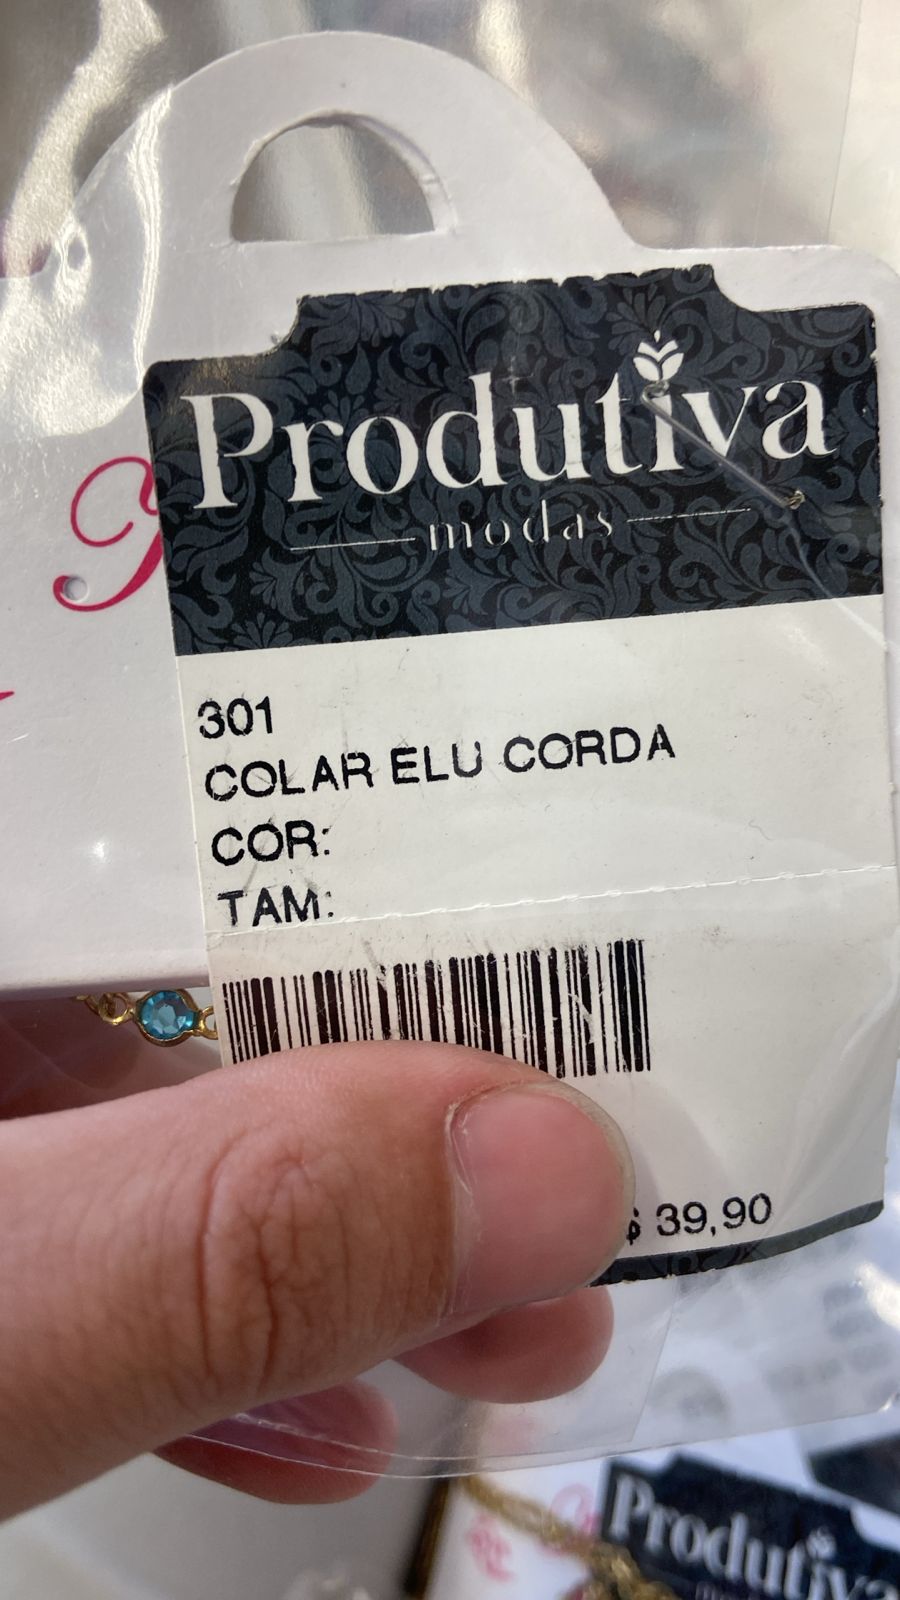 Produtiva
modas
301
COLAR ELU CORDA
COR:
TAM:
$ 39,90
Produtiva